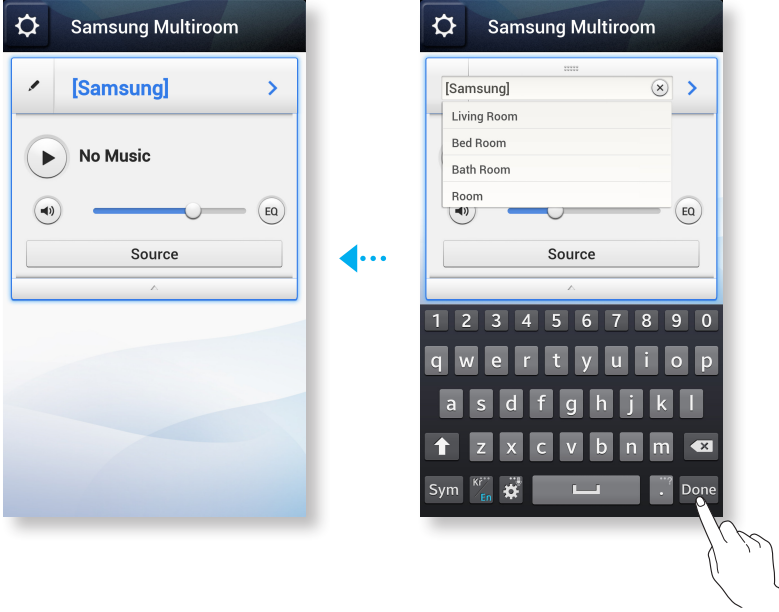 Samsung Multiroom
[Samsung]
No Music
EQ
Source
Samsung Multiroom
[Samsung]
Living Room
Bed Room
Bath Room
Room
EQ
Source
1 2 3 4 5 6 7 8 9 0
q w e r t y u i o p
a s d f g h j k l
z x c v b n m
Sym En . Done